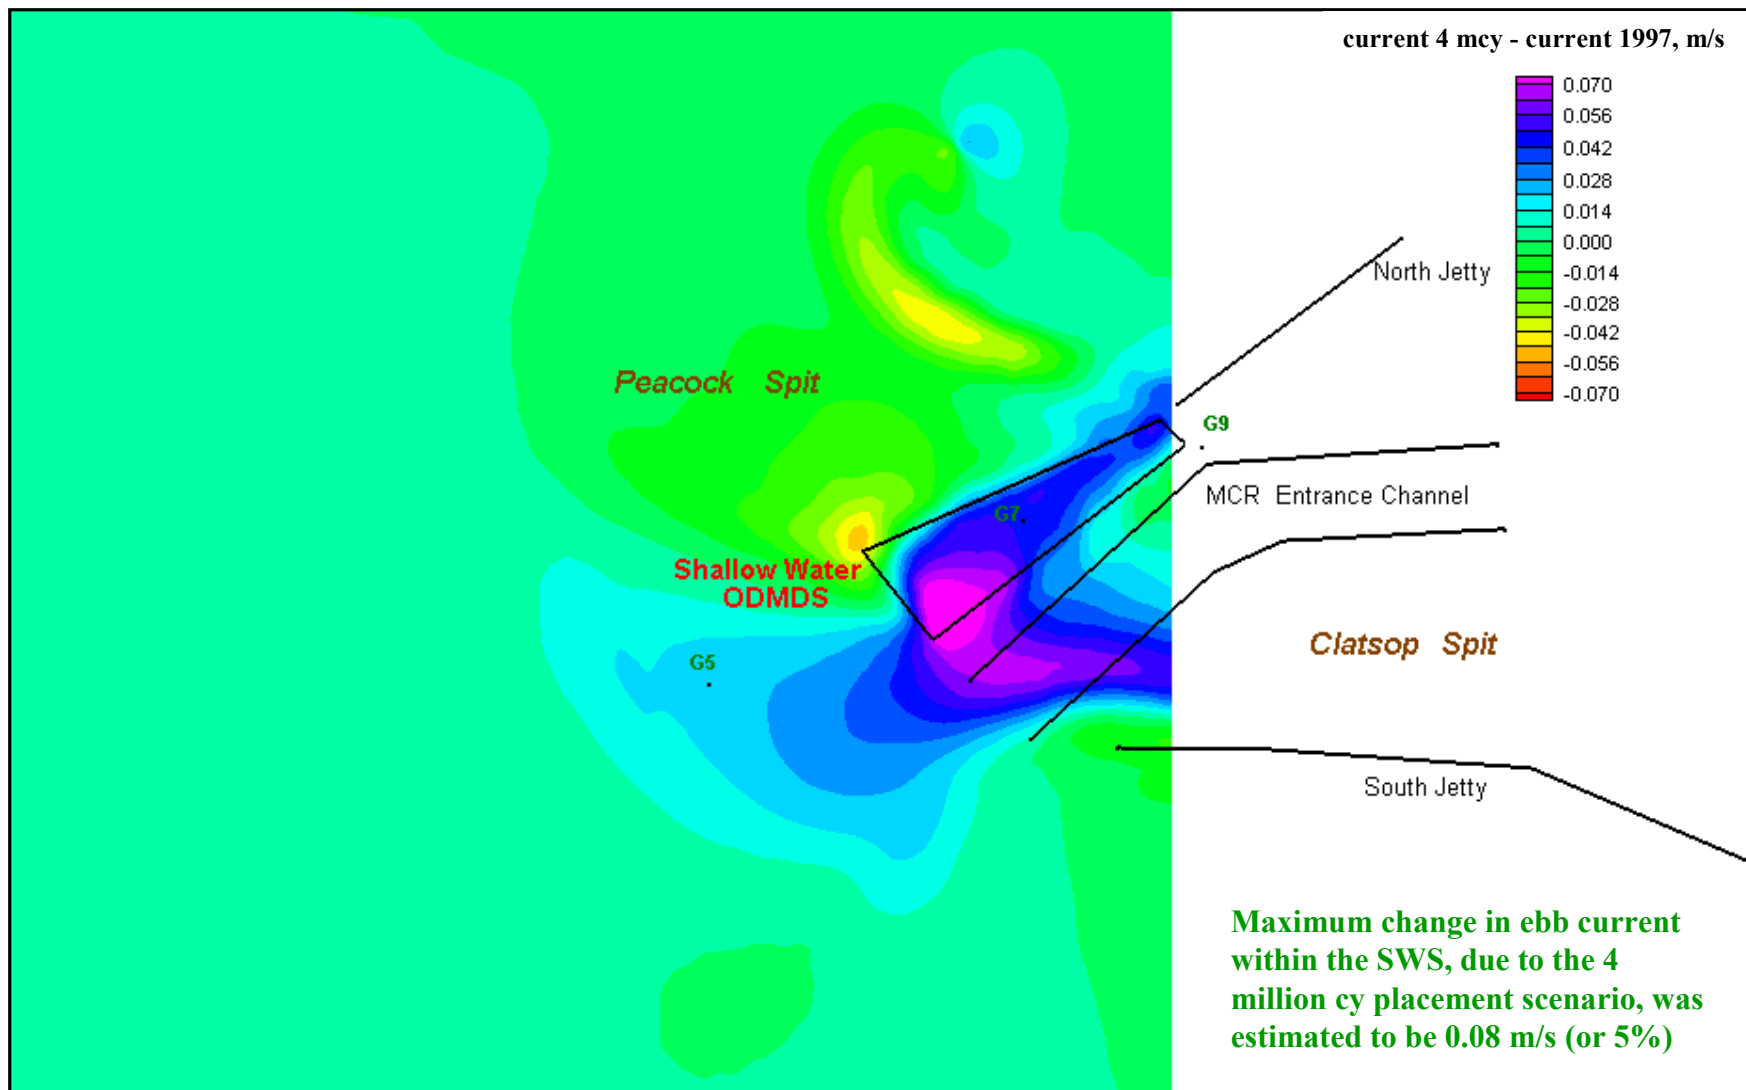 current 4 mcy - current 1997, m/s
0.070
0.056
0.042
0.028
0.014
0.000
-0.014
-0.028
-0.042
-0.056
-0.070
North Jetty
Peacock Spit
G9
MCR Entrance Channel
G7
Shallow Water
ODMDS
Clatsop Spit
G5
South Jetty
Maximum change in ebb current
within the SWS, due to the 4
million cy placement scenario, was
estimated to be 0.08 m/s (or 5%)